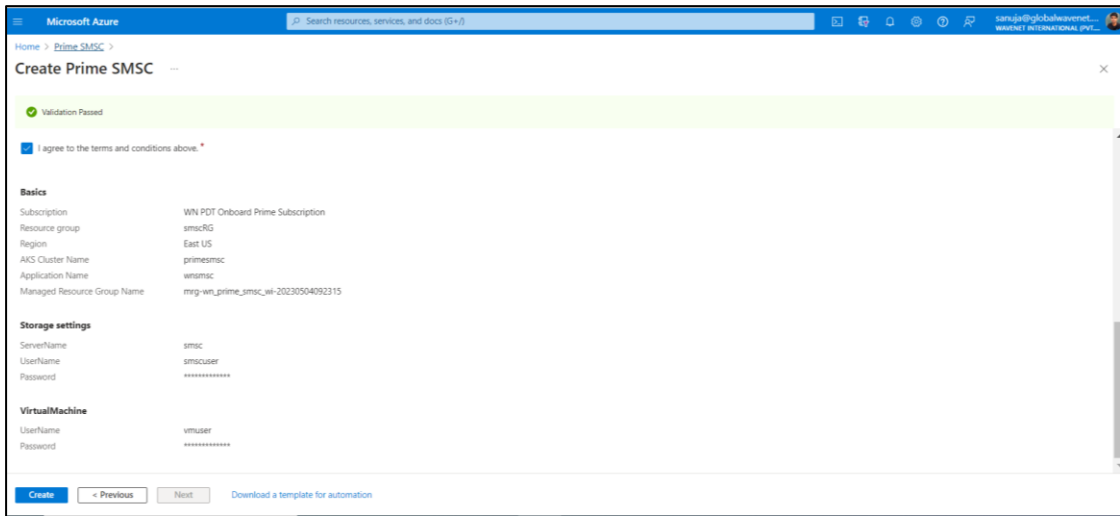 Microsoft Azure
Search resources, services, and docs (G+/)
sanuja@globalwavenet....
WAVENET INTERNATIONAL (PVT....
Home > Prime SMSC >
Create Prime SMSC ...
Validation Passed
I agree to the terms and conditions above. *
Basics
Subscription WN PDT Onboard Prime Subscription
Resource group smscRG
Region East US
AKS Cluster Name primesmsc
Application Name wnsmsc
Managed Resource Group Name mrg-wn_prime_smsc_wi-20230504092315
Storage settings
ServerName smsc
UserName smscuser
Password *************
VirtualMachine
UserName vmuser
Password *************
Create < Previous Next Download a template for automation